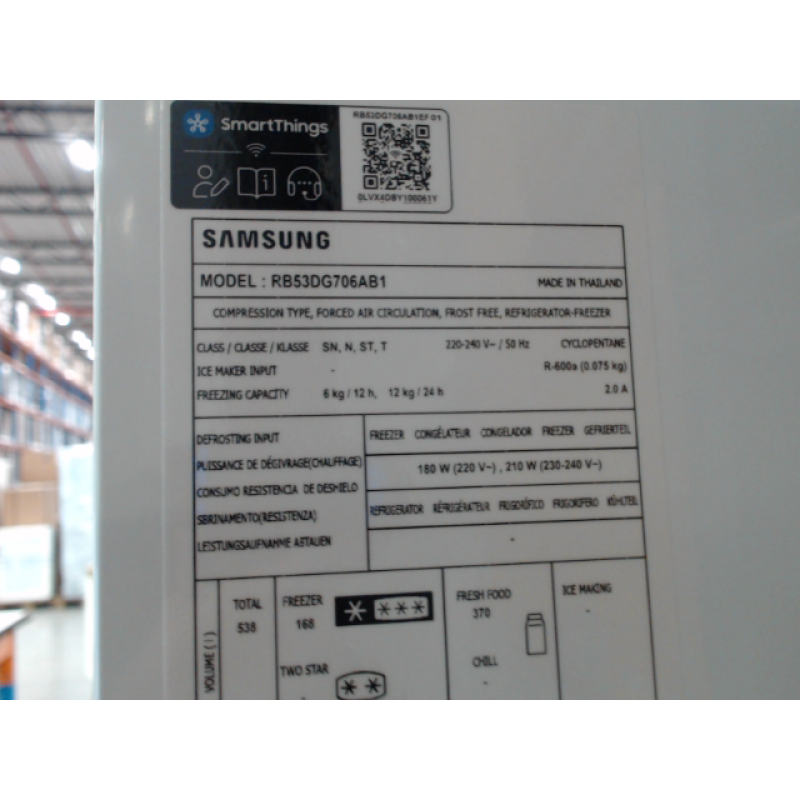 SmartThings
RB53DG706AB1EF 01
0LVX4DBY100061Y
SAMSUNG
MODEL : RB53DG706AB1 MADE IN THAILAND
COMPRESSION TYPE, FORCED AIR CIRCULATION, FROST FREE, REFRIGERATOR-FREEZER
CLASS / CLASSE / KLASSE SN, N, ST, T 220-240 V~ / 50 Hz CYCLOPENTANE
ICE MAKER INPUT - R-600a (0.075 kg)
FREEZING CAPACITY 6 kg / 12 h, 12 kg / 24 h 2.0 A
DEFROSTING INPUT
PUISSANCE DE DÉGIVRAGE(CHAUFFAGE)
CONSUMO RESISTENCIA DE DESHIELO
SBRINAMENTO(RESISTENZA)
LEISTUNGSAUFNAHME ABTAUEN
FREEZER CONGÉLATEUR CONGELADOR FREEZER GEFRIERTEIL
180 W (220 V~) , 210 W (230-240 V~)
REFRIGERATOR RÉFRIGÉRATEUR FRIGORÍFICO FRIGORIFERO KÜHLTEIL
-
VOLUME ( l )
TOTAL
538
FREEZER
168
TWO STAR
-
FRESH FOOD
370
CHILL
-
ICE MAKING
-